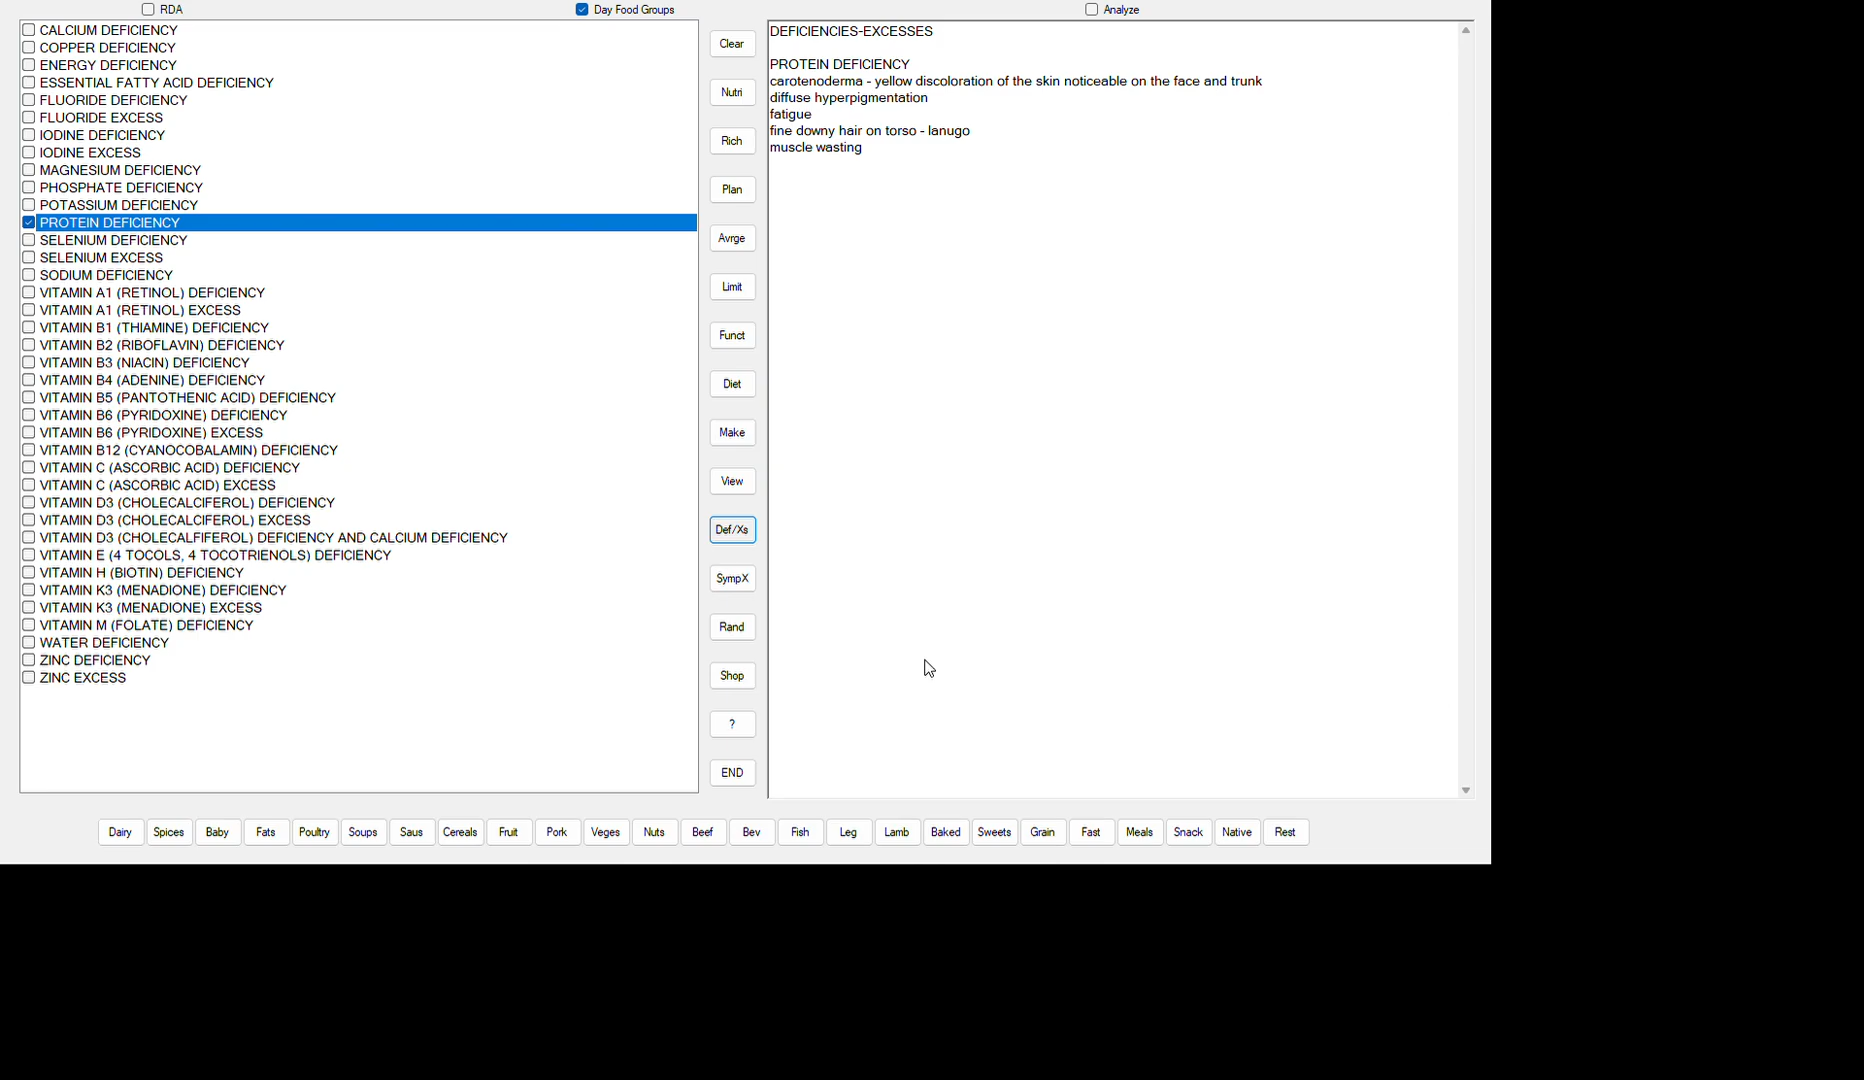 RDA
Day Food Groups
Analyze
CALCIUM DEFICIENCY
COPPER DEFICIENCY
ENERGY DEFICIENCY
ESSENTIAL FATTY ACID DEFICIENCY
FLUORIDE DEFICIENCY
FLUORIDE EXCESS
IODINE DEFICIENCY
IODINE EXCESS
MAGNESIUM DEFICIENCY
PHOSPHATE DEFICIENCY
POTASSIUM DEFICIENCY
PROTEIN DEFICIENCY
SELENIUM DEFICIENCY
SELENIUM EXCESS
SODIUM DEFICIENCY
VITAMIN A1 (RETINOL) DEFICIENCY
VITAMIN A1 (RETINOL) EXCESS
VITAMIN B1 (THIAMINE) DEFICIENCY
VITAMIN B2 (RIBOFLAVIN) DEFICIENCY
VITAMIN B3 (NIACIN) DEFICIENCY
VITAMIN B4 (ADENINE) DEFICIENCY
VITAMIN B5 (PANTOTHENIC ACID) DEFICIENCY
VITAMIN B6 (PYRIDOXINE) DEFICIENCY
VITAMIN B6 (PYRIDOXINE) EXCESS
VITAMIN B12 (CYANOCOBALAMIN) DEFICIENCY
VITAMIN C (ASCORBIC ACID) DEFICIENCY
VITAMIN C (ASCORBIC ACID) EXCESS
VITAMIN D3 (CHOLECALCIFEROL) DEFICIENCY
VITAMIN D3 (CHOLECALCIFEROL) EXCESS
VITAMIN D3 (CHOLECALFIFEROL) DEFICIENCY AND CALCIUM DEFICIENCY
VITAMIN E (4 TOCOLS, 4 TOCOTRIENOLS) DEFICIENCY
VITAMIN H (BIOTIN) DEFICIENCY
VITAMIN K3 (MENADIONE) DEFICIENCY
VITAMIN K3 (MENADIONE) EXCESS
VITAMIN M (FOLATE) DEFICIENCY
WATER DEFICIENCY
ZINC DEFICIENCY
ZINC EXCESS
Clear
Nutri
Rich
Plan
Avrge
Limit
Funct
Diet
Make
View
Def/Xs
SympX
Rand
Shop
?
END
DEFICIENCIES-EXCESSES
PROTEIN DEFICIENCY
carotenoderma - yellow discoloration of the skin noticeable on the face and trunk
diffuse hyperpigmentation
fatigue
fine downy hair on torso - lanugo
muscle wasting
Dairy Spices Baby Fats Poultry Soups Saus Cereals Fruit Pork Veges Nuts Beef Bev Fish Leg Lamb Baked Sweets Grain Fast Meals Snack Native Rest